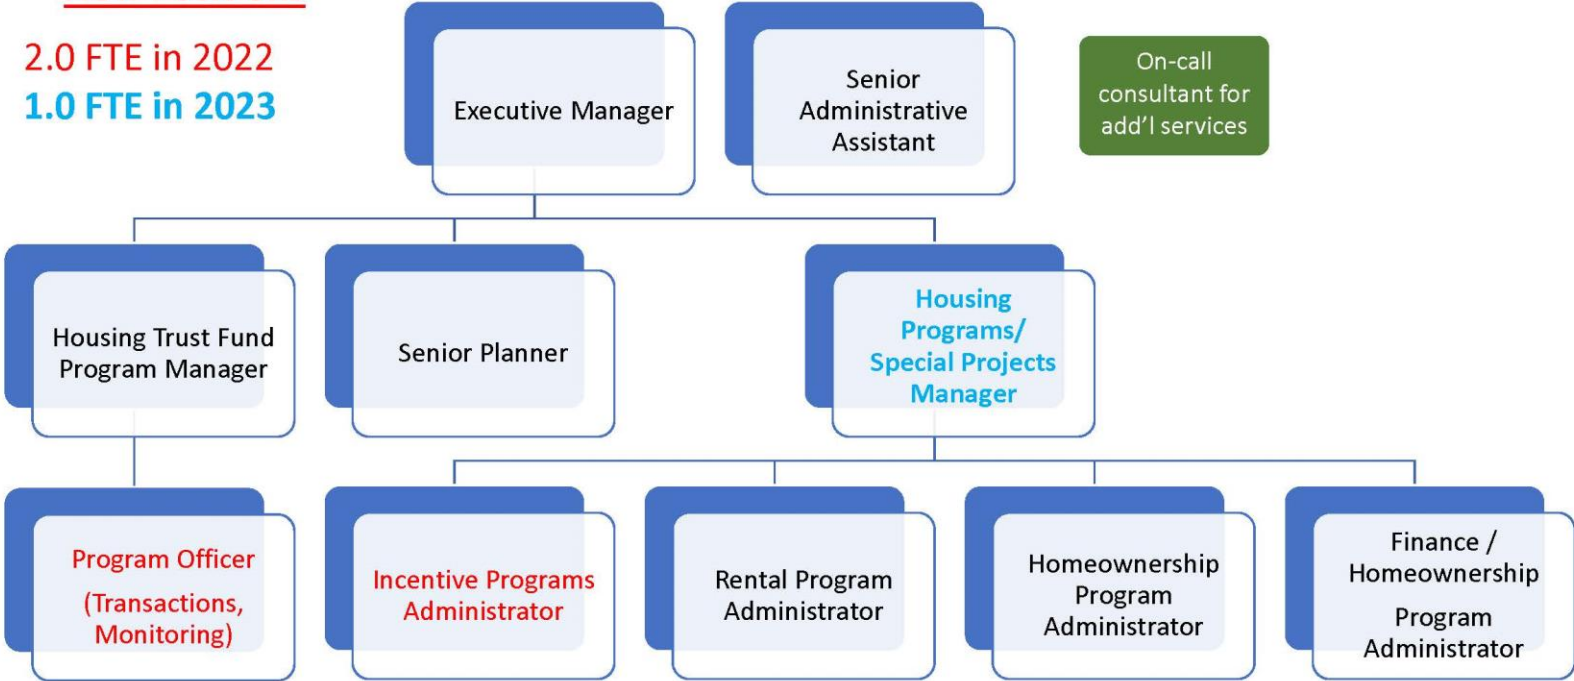 2.0 FTE in 2022
1.0 FTE in 2023
Executive Manager
Senior
Administrative
Assistant
On-call
consultant for
add'l services
Housing Trust Fund
Program Manager
Senior Planner
Housing
Programs/
Special Projects
Manager
Program Officer
(Transactions,
Monitoring)
Incentive Programs
Administrator
Rental Program
Administrator
Homeownership
Program
Administrator
Finance /
Homeownership
Program
Administrator